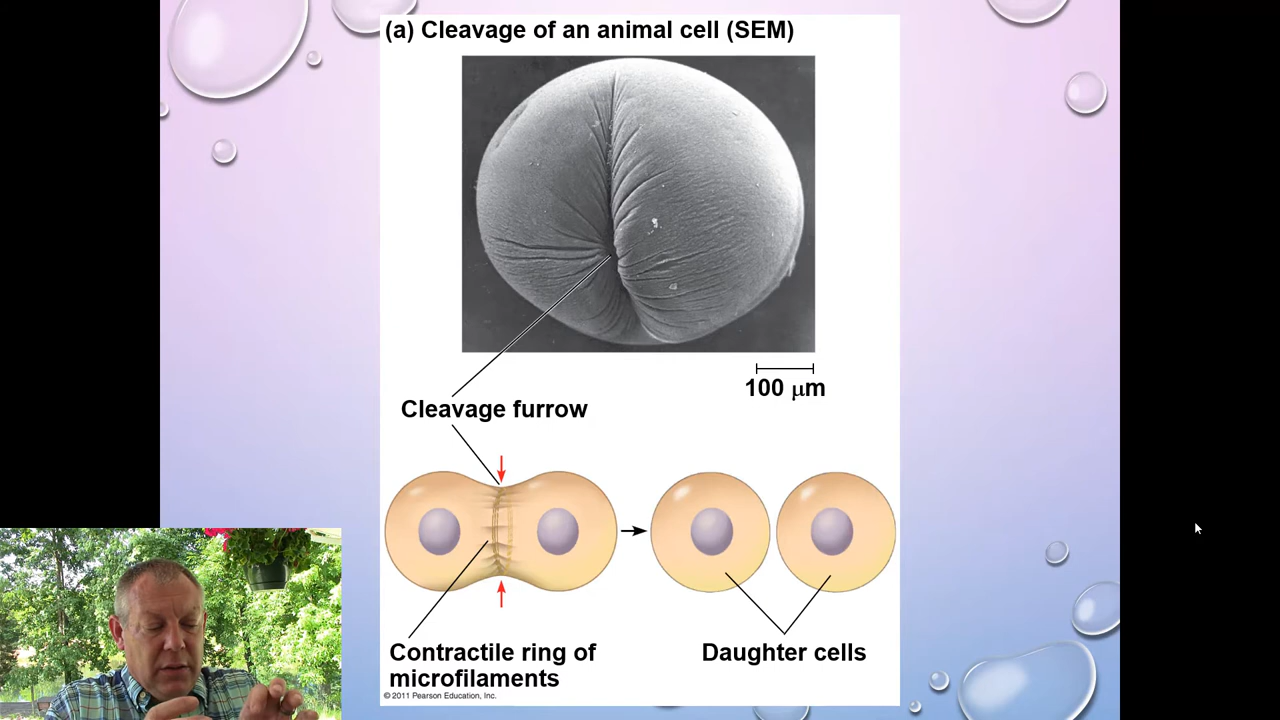 (a) Cleavage of an animal cell (SEM)
100 μm
Cleavage furrow
Contractile ring of
microfilaments
Daughter cells
© 2011 Pearson Education, Inc.